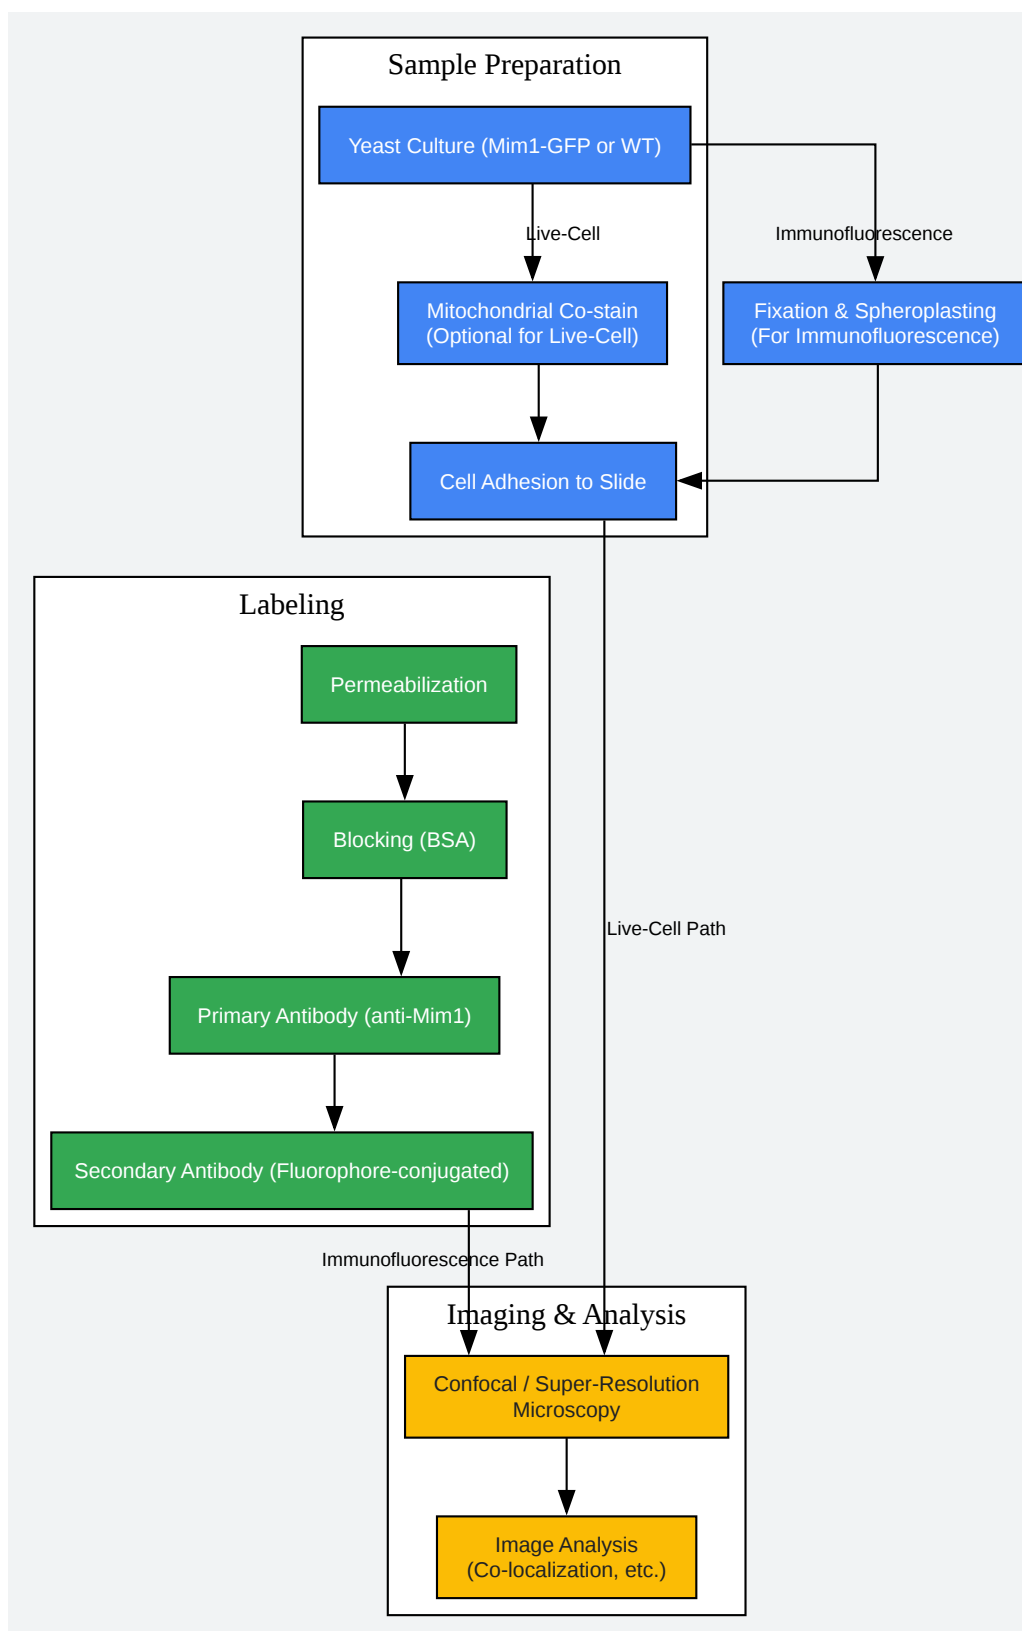 Sample Preparation
Yeast Culture (Mim1-GFP or WT)
Live-Cell
Immunofluorescence
Mitochondrial Co-stain
(Optional for Live-Cell)
Fixation & Spheroplasting
(For Immunofluorescence)
Cell Adhesion to Slide
Labeling
Permeabilization
Blocking (BSA)
Live-Cell Path
Primary Antibody (anti-Mim1)
Secondary Antibody (Fluorophore-conjugated)
Immunofluorescence Path
Imaging & Analysis
Confocal / Super-Resolution
Microscopy
Image Analysis
(Co-localization, etc.)